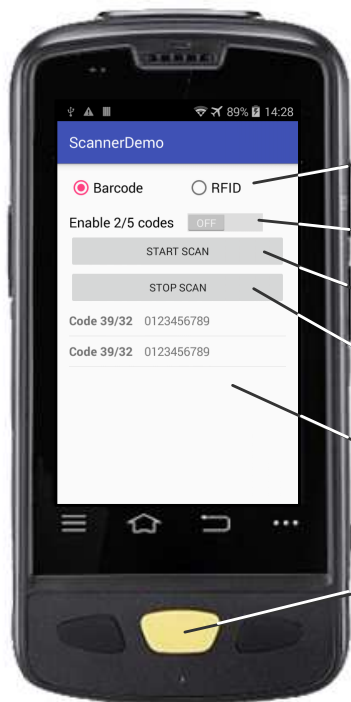 89% 14:28
ScannerDemo
Barcode RFID
Enable 2/5 codes OFF
START SCAN
STOP SCAN
Code 39/32 0123456789
Code 39/32 0123456789